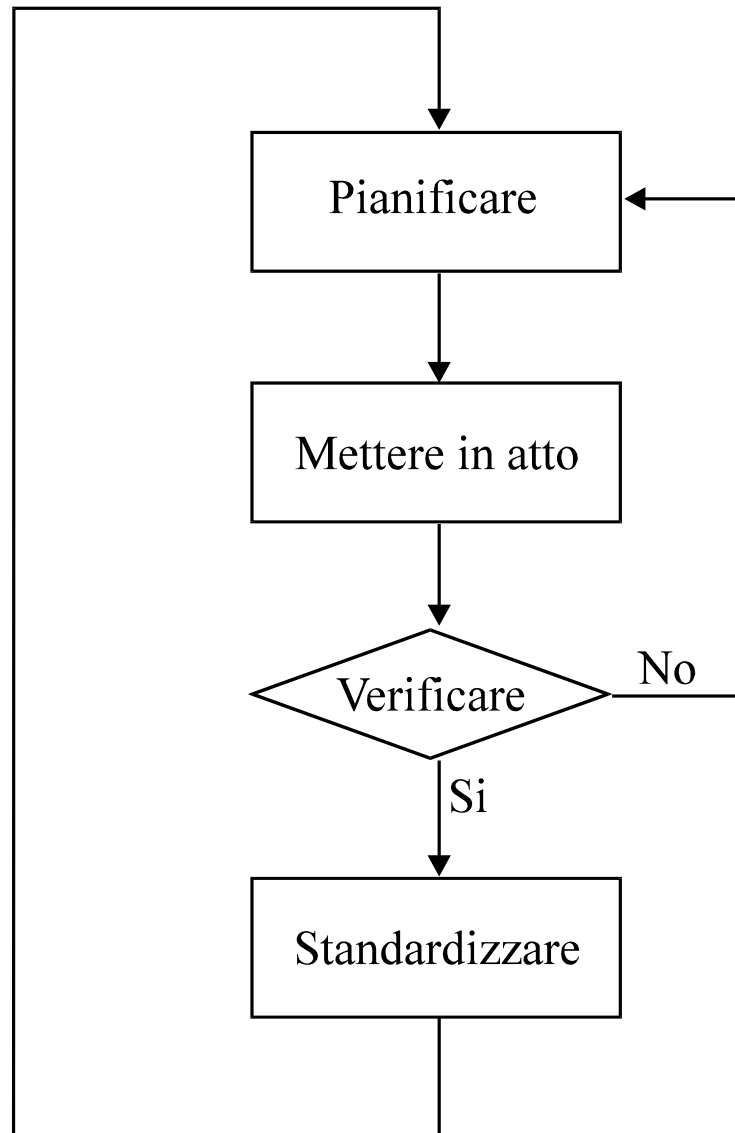 Pianificare
Mettere in atto
Verificare
No
Si
Standardizzare